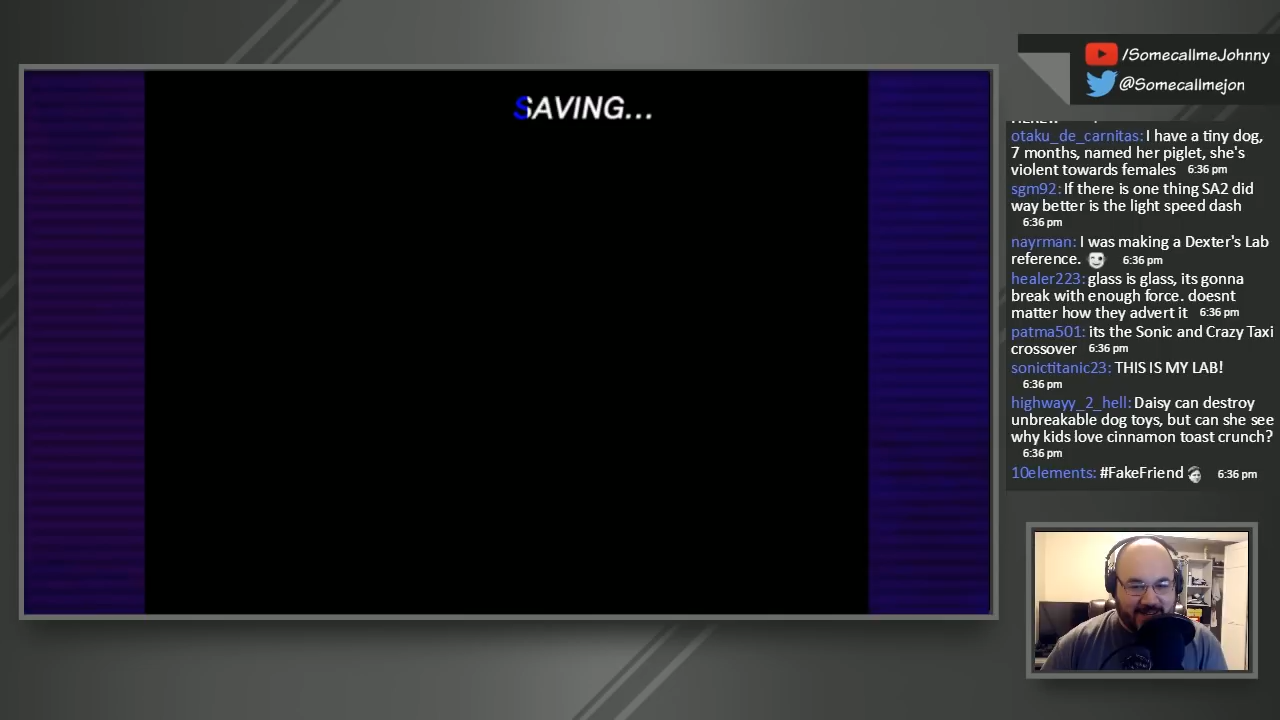 SAVING...
/SomecallmeJohnny
@Somecallmejon
otaku_de_carnitas: I have a tiny dog,
7 months, named her piglet, she's
violent towards females 6:36 pm
sgm92: If there is one thing SA2 did
way better is the light speed dash
6:36 pm
nayrman: I was making a Dexter's Lab
reference. 6:36 pm
healer223: glass is glass, its gonna
break with enough force. doesnt
matter how they advert it 6:36 pm
patma501: its the Sonic and Crazy Taxi
crossover 6:36 pm
sonictitanic23: THIS IS MY LAB!
6:36 pm
highwayy_2_hell: Daisy can destroy
unbreakable dog toys, but can she see
why kids love cinnamon toast crunch?
6:36 pm
10elements: #FakeFriend 6:36 pm